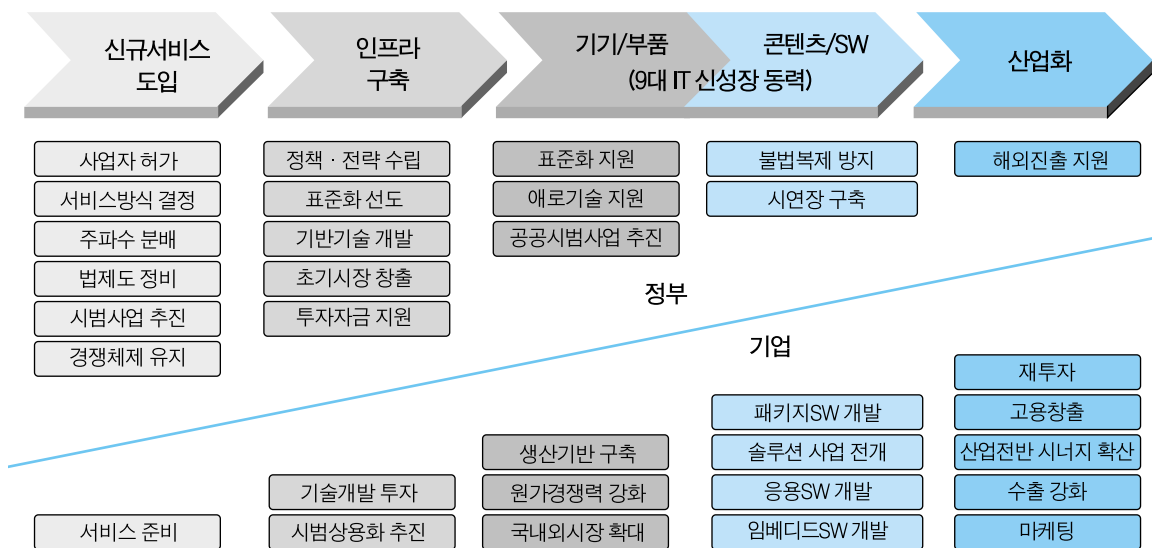 신규서비스
도입
인프라
구축
기기/부품
콘텐츠/SW
(9대 IT 신성장 동력)
산업화
사업자 허가
서비스방식 결정
주파수 분배
법제도 정비
시범사업 추진
경쟁체제 유지
정책 · 전략 수립
표준화 선도
기반기술 개발
초기시장 창출
투자자금 지원
표준화 지원
애로기술 지원
공공시범사업 추진
불법복제 방지
시연장 구축
해외진출 지원
정부
기업
서비스 준비
기술개발 투자
시범상용화 추진
생산기반 구축
원가경쟁력 강화
국내외시장 확대
패키지SW 개발
솔루션 사업 전개
응용SW 개발
임베디드SW 개발
재투자
고용창출
산업전반 시너지 확산
수출 강화
마케팅